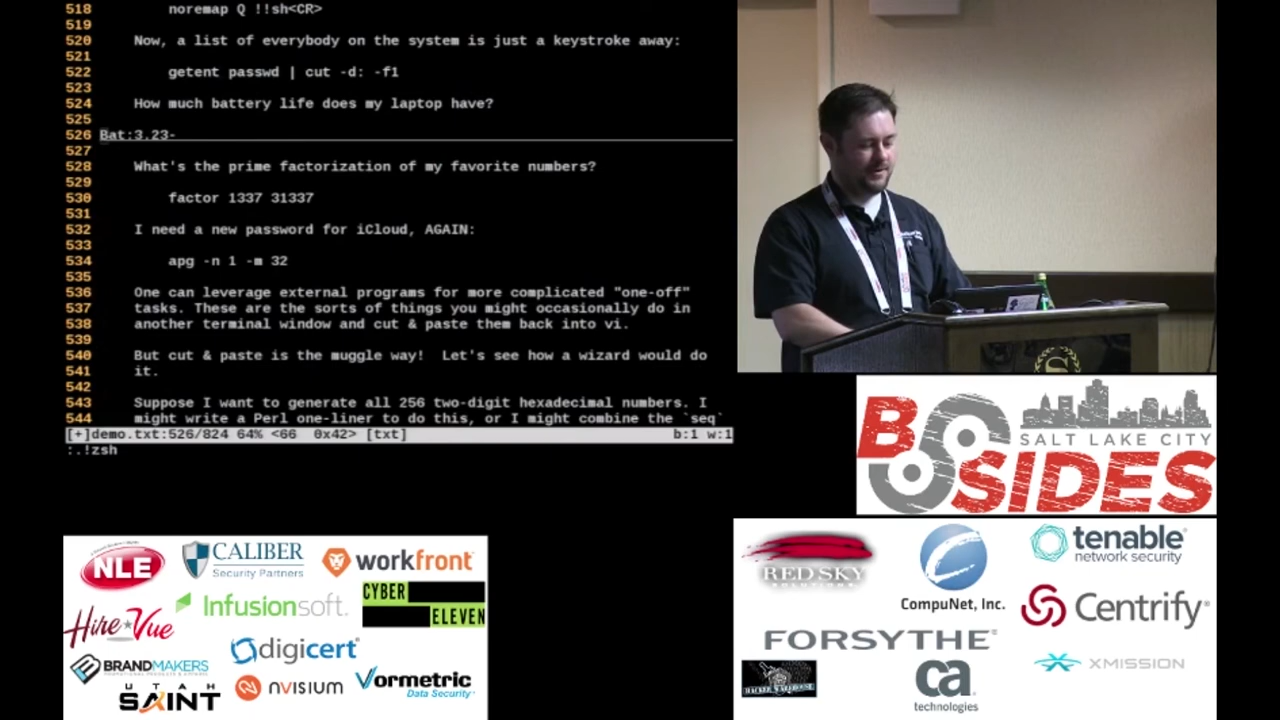 518 noremap Q !!sh<CR>
519
520 Now, a list of everybody on the system is just a keystroke away:
521
522 getent passwd | cut -d: -f1
523
524 How much battery life does my laptop have?
525
526 Bat:3.23-
527
528 What's the prime factorization of my favorite numbers?
529
530 factor 1337 31337
531
532 I need a new password for iCloud, AGAIN:
533
534 apg -n 1 -m 32
535
536 One can leverage external programs for more complicated "one-off"
537 tasks. These are the sorts of things you might occasionally do in
538 another terminal window and cut & paste them back into vi.
539
540 But cut & paste is the muggle way! Let's see how a wizard would do
541 it.
542
543 Suppose I want to generate all 256 two-digit hexadecimal numbers. I
544 might write a Perl one-liner to do this, or I might combine the `seq`
[+]demo.txt:526/824 64% <66 0x42> [txt] b:1 w:1
:.!zsh
BSIDES
SALT LAKE CITY
NLE
CALIBER
Security Partners
workfront
Infusionsoft.
CYBER
ELEVEN
HireVue
digicert®
BRANDMAKERS
UTAH
SAINT
nVISIUM
Vormetric
Data Security™
RED SKY
SOLUTIONS
CompuNet, Inc.
tenable®
network security
Centrify®
FORSYTHE®
HACKER WAREHOUSE
ca
technologies
XMISSION